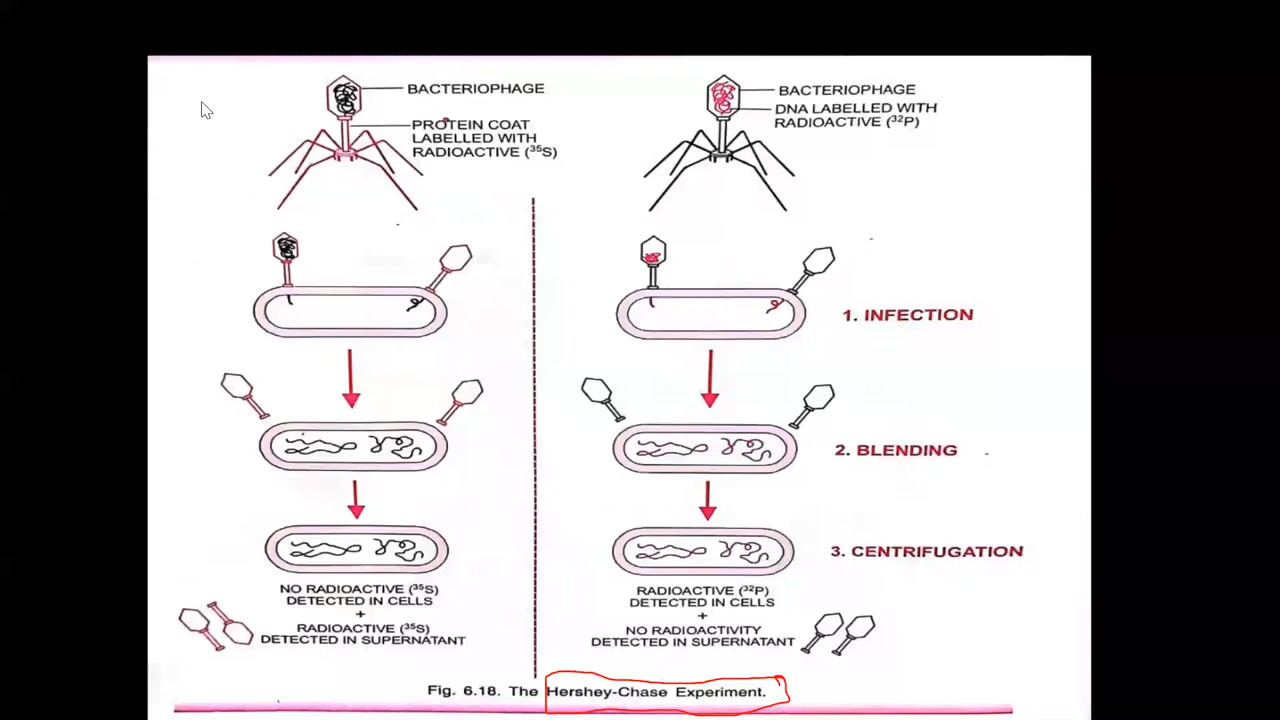 BACTERIOPHAGE
PROTEIN COAT
LABELLED WITH
RADIOACTIVE (³⁵S)
BACTERIOPHAGE
DNA LABELLED WITH
RADIOACTIVE (³²P)
1. INFECTION
2. BLENDING
3. CENTRIFUGATION
NO RADIOACTIVE (³⁵S)
DETECTED IN CELLS
+
RADIOACTIVE (³⁵S)
DETECTED IN SUPERNATANT
RADIOACTIVE (³²P)
DETECTED IN CELLS
+
NO RADIOACTIVITY
DETECTED IN SUPERNATANT
Fig. 6.18. The Hershey-Chase Experiment.